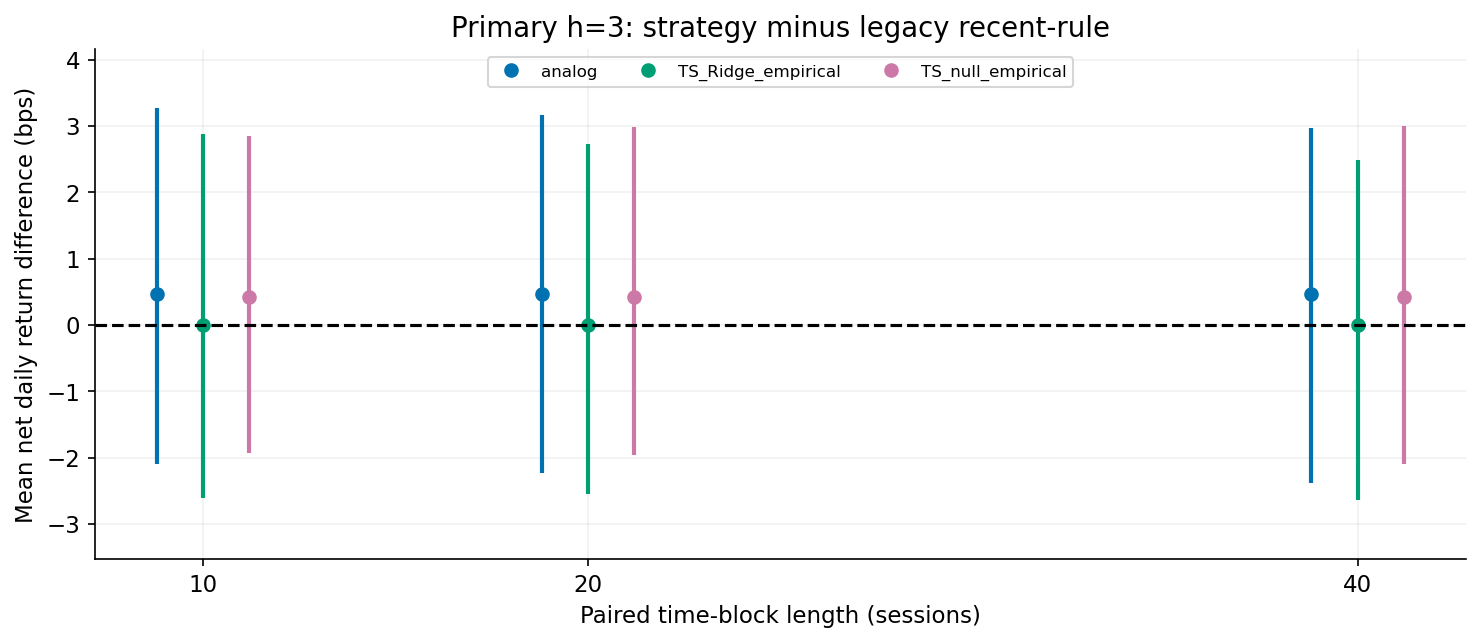 Primary h=3: strategy minus legacy recent-rule
analog TS_Ridge_empirical TS_null_empirical
Mean net daily return difference (bps)
4
3
2
1
0
−1
−2
−3
10 20 40
Paired time-block length (sessions)